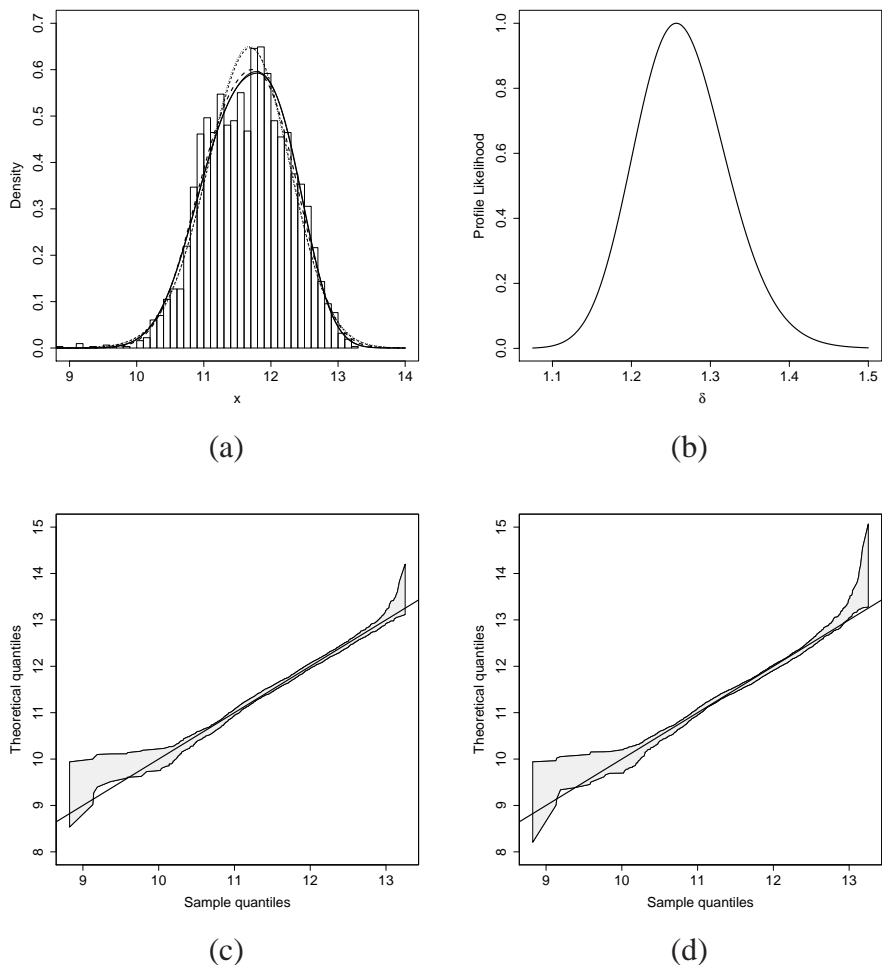 0.0 0.1 0.2 0.3 0.4 0.5 0.6 0.7
Density
9 10 11 12 13 14
x
(a)
0.0 0.2 0.4 0.6 0.8 1.0
Profile Likelihood
1.1 1.2 1.3 1.4 1.5
δ
(b)
8 9 10 11 12 13 14 15
Theoretical quantiles
9 10 11 12 13
Sample quantiles
(c)
8 9 10 11 12 13 14 15
Theoretical quantiles
9 10 11 12 13
Sample quantiles
(d)